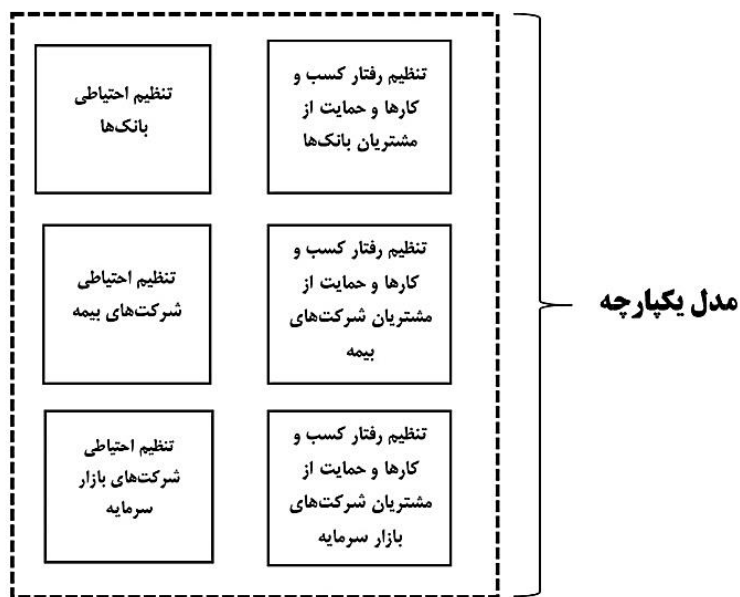 تنظیم رفتار کسب و
کارها و حمایت از
مشتریان بانک‌ها
تنظیم احتیاطی
بانک‌ها
تنظیم رفتار کسب و
کارها و حمایت از
مشتریان شرکت‌های
بیمه
تنظیم احتیاطی
شرکت‌های بیمه
تنظیم رفتار کسب و
کارها و حمایت از
مشتریان شرکت‌های
بازار سرمایه
تنظیم احتیاطی
شرکت‌های بازار
سرمایه
مدل یکپارچه